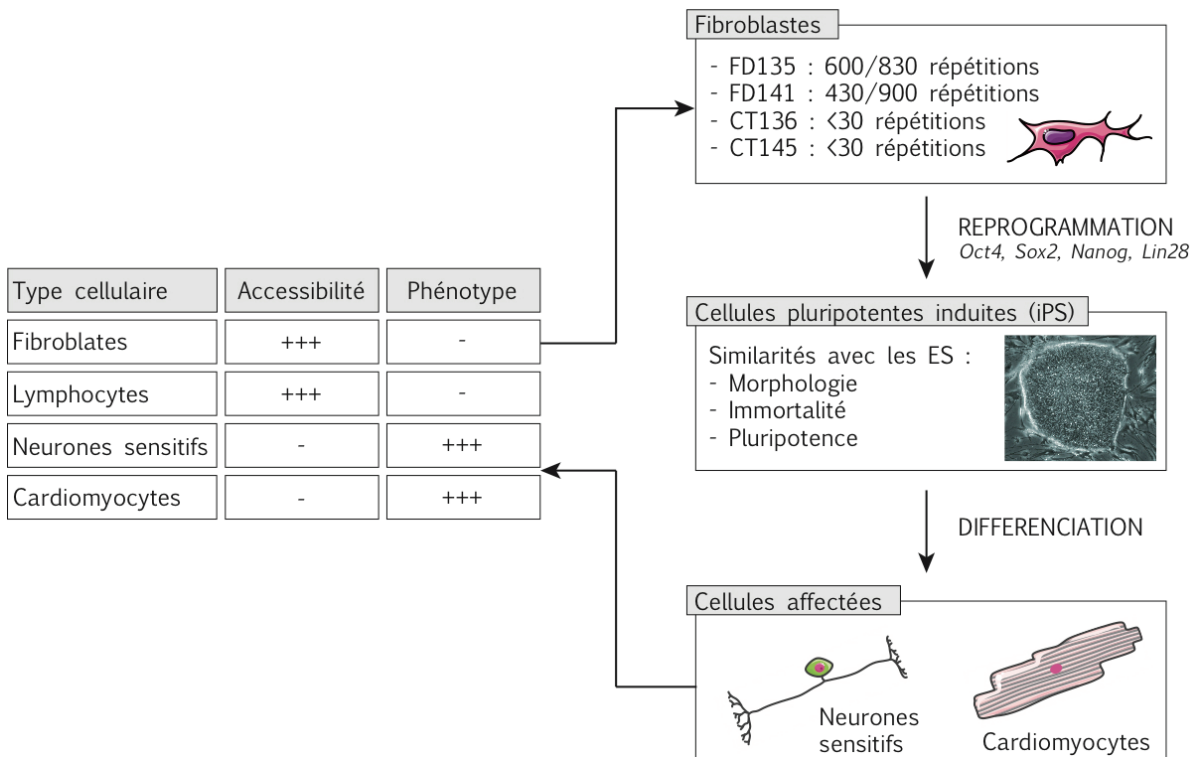 Fibroblastes
- FD135 : 600/830 répétitions
- FD141 : 430/900 répétitions
- CT136 : <30 répétitions
- CT145 : <30 répétitions
REPROGRAMMATION
Oct4, Sox2, Nanog, Lin28
Type cellulaire Accessibilité Phénotype
Fibroblates +++ -
Lymphocytes +++ -
Neurones sensitifs - +++
Cardiomyocytes - +++
Cellules pluripotentes induites (iPS)
Similarités avec les ES :
- Morphologie
- Immortalité
- Pluripotence
DIFFERENCIATION
Cellules affectées
Neurones
sensitifs
Cardiomyocytes